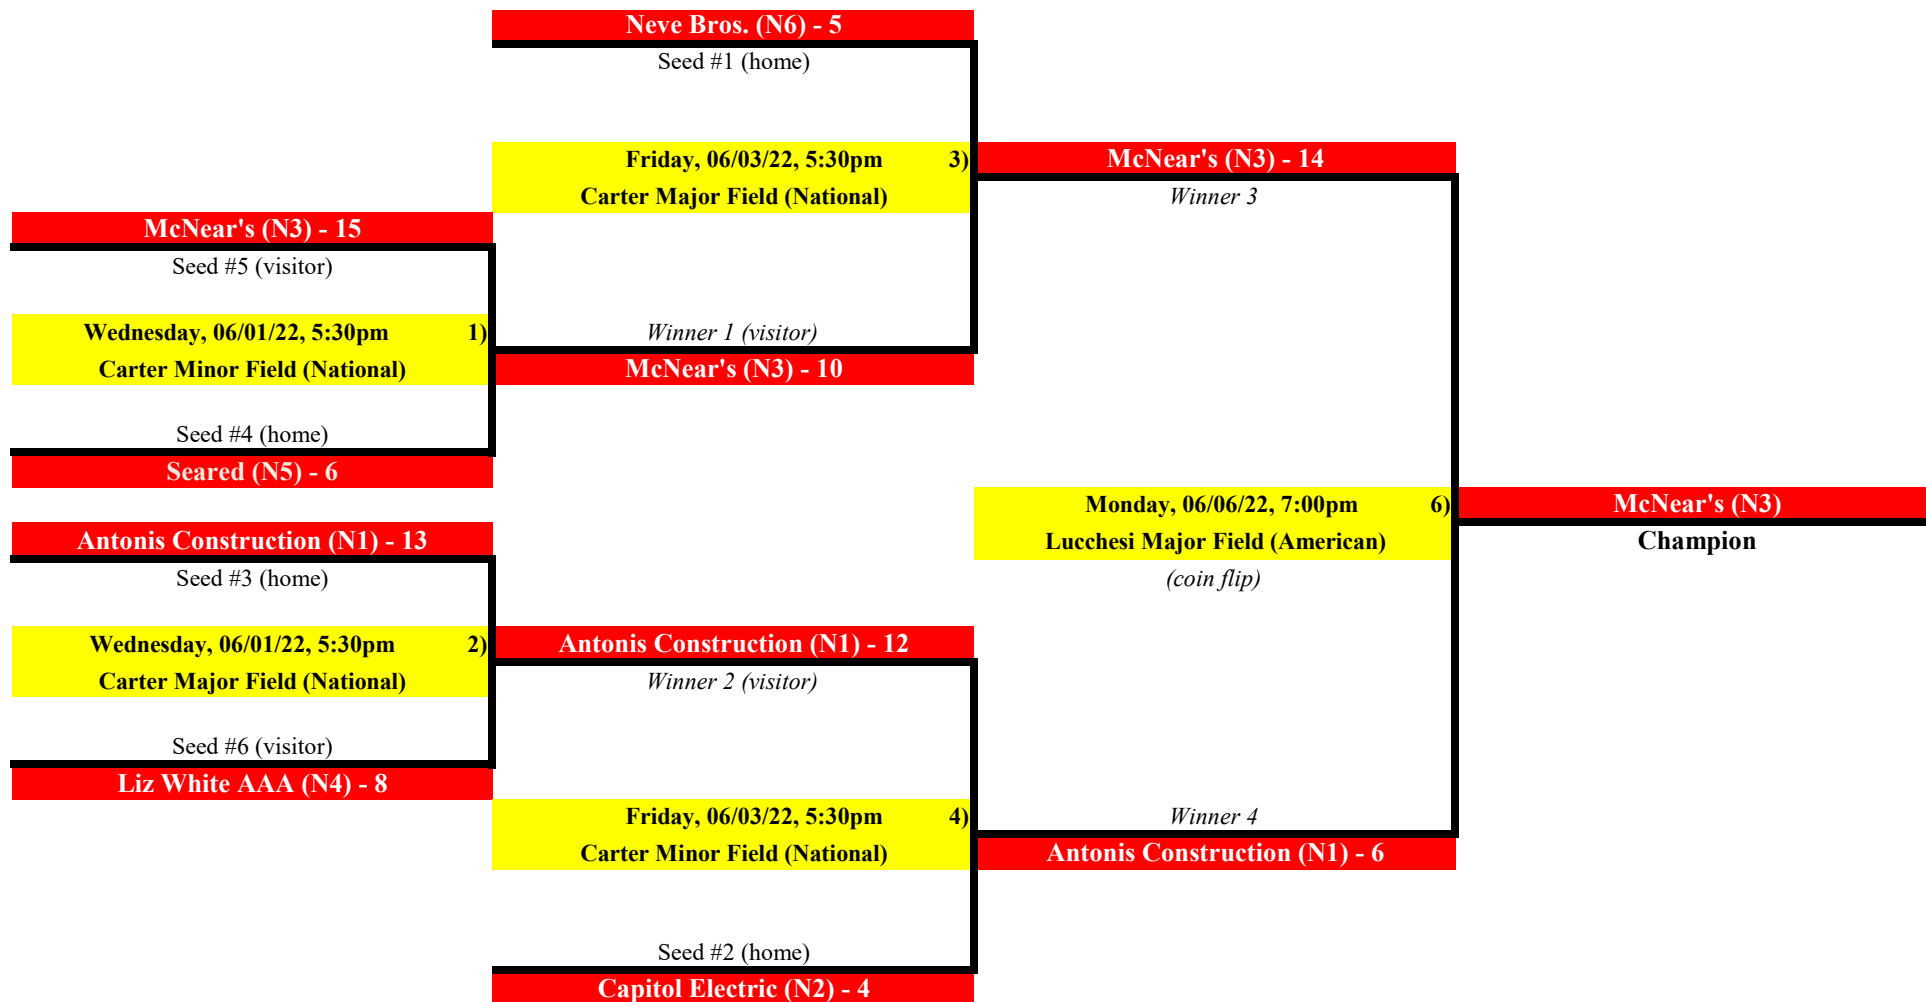 Neve Bros. (N6) - 5
Seed #1 (home)
Friday, 06/03/22, 5:30pm 3)
Carter Major Field (National)
McNear's (N3) - 14
Winner 3
McNear's (N3) - 15
Seed #5 (visitor)
Wednesday, 06/01/22, 5:30pm 1)
Carter Minor Field (National)
Winner 1 (visitor)
McNear's (N3) - 10
Seed #4 (home)
Seared (N5) - 6
Monday, 06/06/22, 7:00pm 6)
Lucchesi Major Field (American)
(coin flip)
McNear's (N3)
Champion
Antonis Construction (N1) - 13
Seed #3 (home)
Wednesday, 06/01/22, 5:30pm 2)
Carter Major Field (National)
Antonis Construction (N1) - 12
Winner 2 (visitor)
Seed #6 (visitor)
Liz White AAA (N4) - 8
Friday, 06/03/22, 5:30pm 4)
Carter Minor Field (National)
Winner 4
Antonis Construction (N1) - 6
Seed #2 (home)
Capitol Electric (N2) - 4